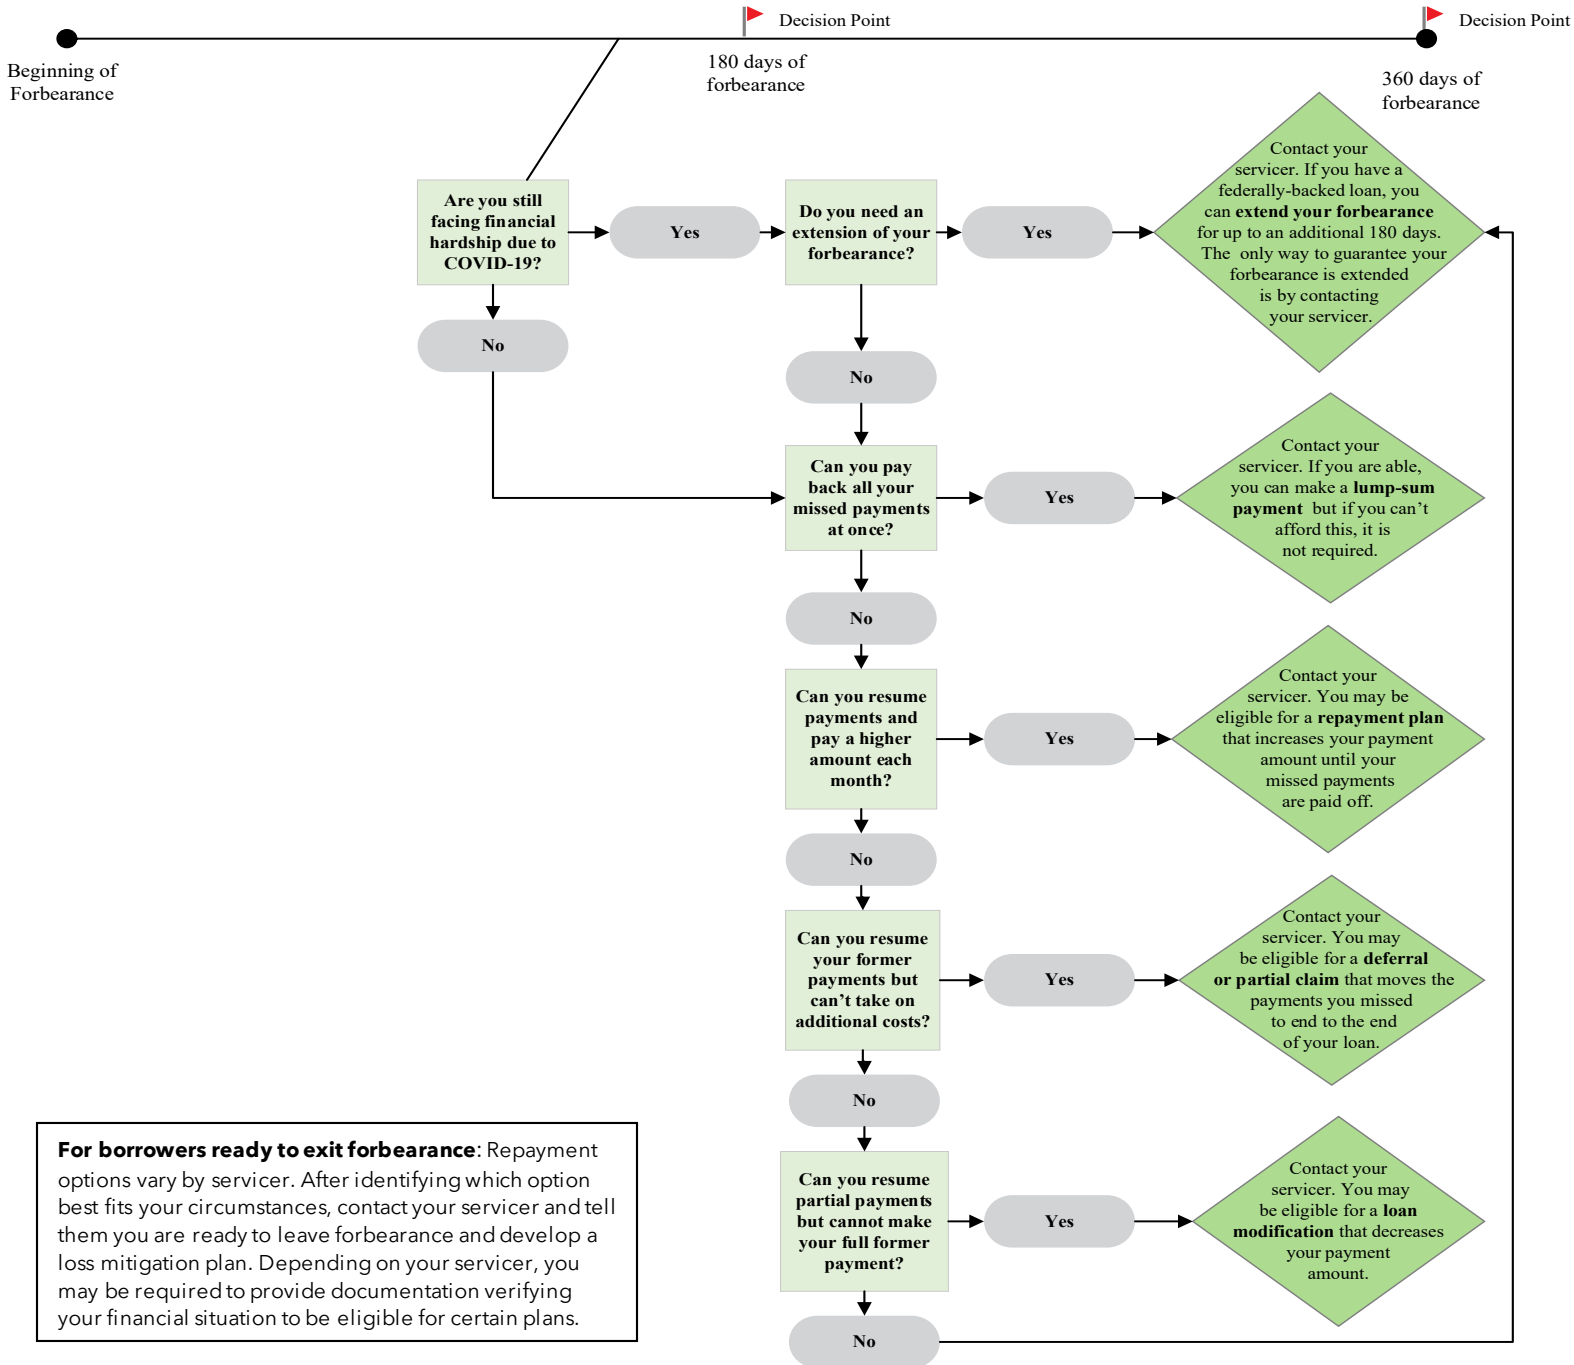 Decision Point
Decision Point
Beginning of
Forbearance
180 days of
forbearance
360 days of
forbearance
Are you still
facing financial
hardship due to
COVID-19?
Yes
Do you need an
extension of your
forbearance?
Yes
Contact your
servicer. If you have a
federally-backed loan, you
can extend your forbearance
for up to an additional 180 days.
The only way to guarantee your
forbearance is extended
is by contacting
your servicer.
No
No
Can you pay
back all your
missed payments
at once?
Yes
Contact your
servicer. If you are able,
you can make a lump-sum
payment but if you can't
afford this, it is
not required.
No
Can you resume
payments and
pay a higher
amount each
month?
Yes
Contact your
servicer. You may be
eligible for a repayment plan
that increases your payment
amount until your
missed payments
are paid off.
No
Can you resume
your former
payments but
can't take on
additional costs?
Yes
Contact your
servicer. You may
be eligible for a deferral
or partial claim that moves the
payments you missed
to end to the end
of your loan.
No
Can you resume
partial payments
but cannot make
your full former
payment?
Yes
Contact your
servicer. You may
be eligible for a loan
modification that decreases
your payment
amount.
No
For borrowers ready to exit forbearance: Repayment
options vary by servicer. After identifying which option
best fits your circumstances, contact your servicer and tell
them you are ready to leave forbearance and develop a
loss mitigation plan. Depending on your servicer, you
may be required to provide documentation verifying
your financial situation to be eligible for certain plans.